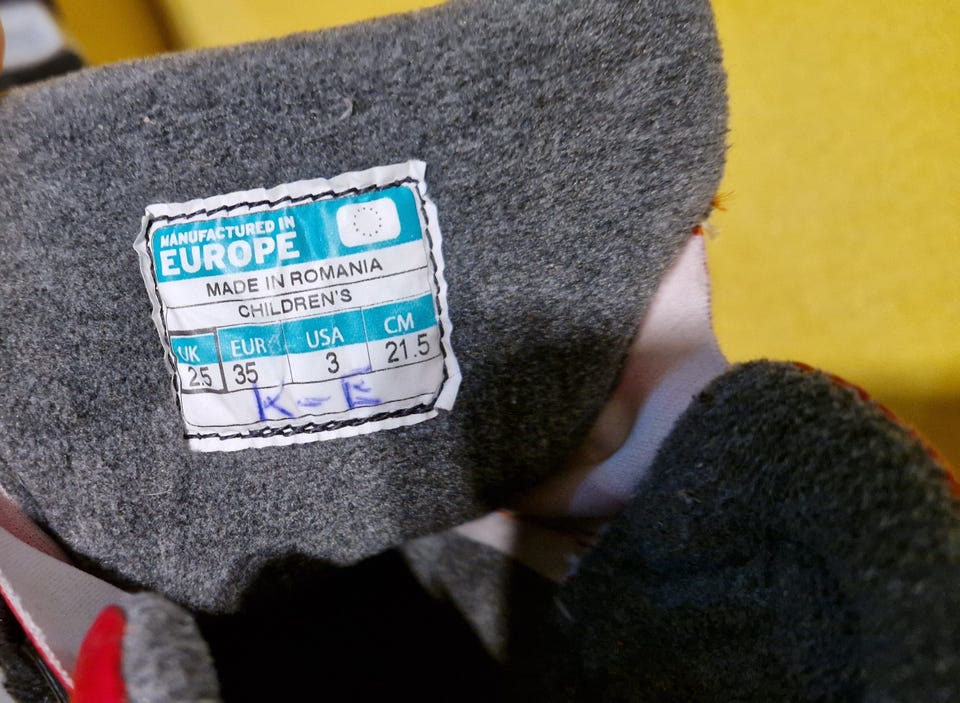 MANUFACTURED IN
EUROPE
MADE IN ROMANIA
CHILDREN'S
UK EUR USA CM
2.5 35 3 21.5
K-E